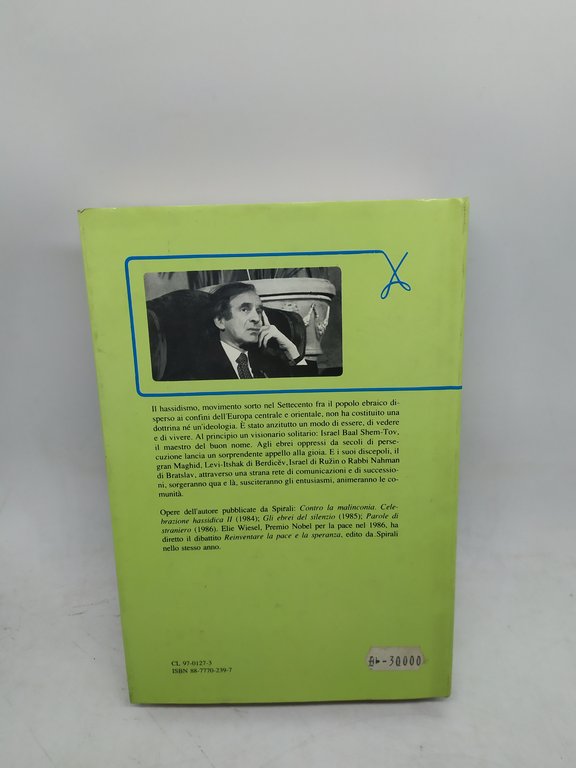 Il hassidismo, movimento sorto nel Settecento fra il popolo ebraico di-
sperso ai confini dell'Europa centrale e orientale, non ha costituito una
dottrina né un'ideologia. È stato anzitutto un modo di essere, di vedere
e di vivere. Al principio un visionario solitario: Israel Baal Shem-Tov,
il maestro del buon nome. Agli ebrei oppressi da secoli di perse-
cuzione lancia un sorprendente appello alla gioia. E i suoi discepoli, il
gran Maghid, Levi-Itshak di Berdicěv, Israel di Ružin o Rabbi Nahman
di Bratslav, attraverso una strana rete di comunicazioni e di successio-
ni, sorgeranno qua e là, susciteranno gli entusiasmi, animeranno le co-
munità.
Opere dell'autore pubblicate da Spirali: Contro la malinconia. Cele-
brazione hassidica II (1984); Gli ebrei del silenzio (1985); Parole di
straniero (1986). Elie Wiesel, Premio Nobel per la pace nel 1986, ha
diretto il dibattito Reinventare la pace e la speranza, edito da Spirali
nello stesso anno.
CL 97-0127-3
ISBN 88-7770-239-7
30000